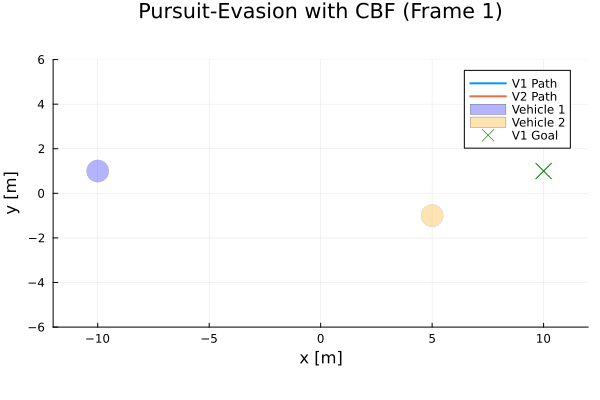 Pursuit-Evasion with CBF (Frame 1)
6
4
2
0
−2
−4
−6
y [m]
−10
−5
0
5
10
x [m]
V1 Path
V2 Path
Vehicle 1
Vehicle 2
V1 Goal